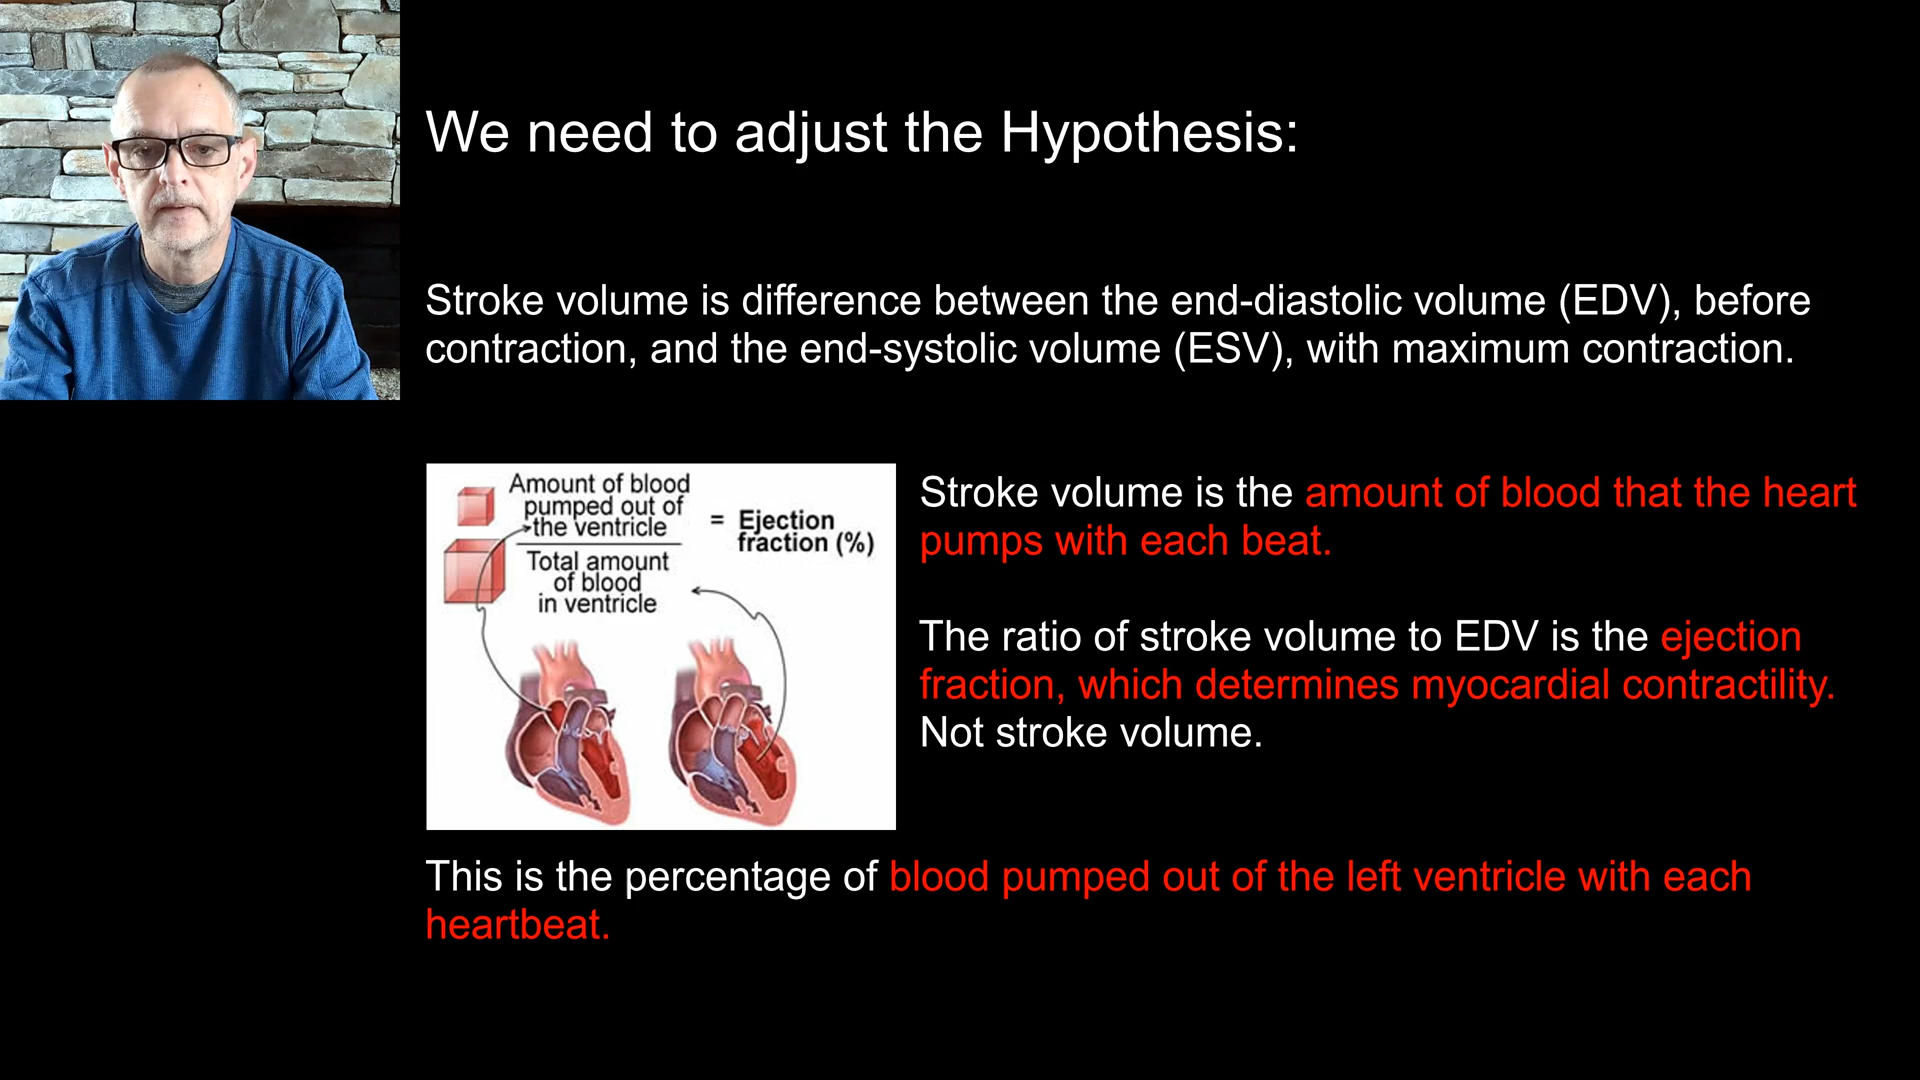 We need to adjust the Hypothesis:
Stroke volume is difference between the end-diastolic volume (EDV), before
contraction, and the end-systolic volume (ESV), with maximum contraction.
Amount of blood
pumped out of
the ventricle
= Ejection
fraction (%)
Total amount
of blood
in ventricle
Stroke volume is the amount of blood that the heart
pumps with each beat.
The ratio of stroke volume to EDV is the ejection
fraction, which determines myocardial contractility.
Not stroke volume.
This is the percentage of blood pumped out of the left ventricle with each
heartbeat.